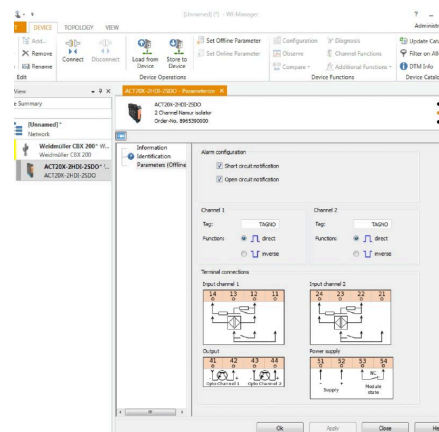 [Unnamed] (*) - WI-Manager
DEVICE TOPOLOGY VIEW Administr
Add...
Remove
Rename
Edit
Connect
Disconnect
Load from Device
Store to Device
Set Offline Parameter
Set Online Parameter
Device Operations
Configuration
Observe
Compare
Diagnosis
Channel Functions
Additional Functions
Device Functions
Update Cat
Filter on All
DTM Info
Device Catalo
View
e Summary
[Unnamed]*
Network
Weidmüller CBX 200* W...
Weidmüller CBX 200
ACT20X-2HDI-2SDO*
ACT20X-2HDI-2SDO
ACT20X-2HDI-2SDO
2 Channel Namur isolator
Order-No. 8965390000
Information
Identification
Parameters (Offline
Alarm configuration
Short circuit notification
Open circuit notification
Channel 1
Tag: TAGNO
Function: direct
inverse
Channel 2
Tag: TAGNO
Function: direct
inverse
Terminal connections
Input channel 1
14 13 12 11
Input channel 2
24 23 22 21
Output
41 42 43 44
Opto Channel 1 Opto Channel 2
Power supply
51 52 53 54
NC
Supply
Module state
Ok Apply Close He